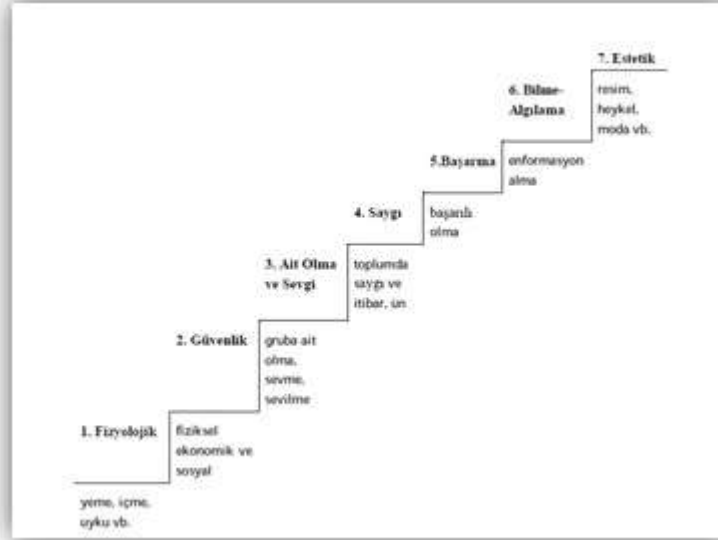 7. Estetik
resim,
heykel,
moda vb.
6. Bilme-
Algılama
enformasyon
alma
5.Başarma
başarılı
olma
4. Saygı
toplumda
saygı ve
itibar, ün
3. Ait Olma
ve Sevgi
gruba ait
olma,
sevme,
sevilme
2. Güvenlik
fiziksel
ekonomik ve
sosyal
1. Fizyolojik
yeme, içme,
uyku vb.